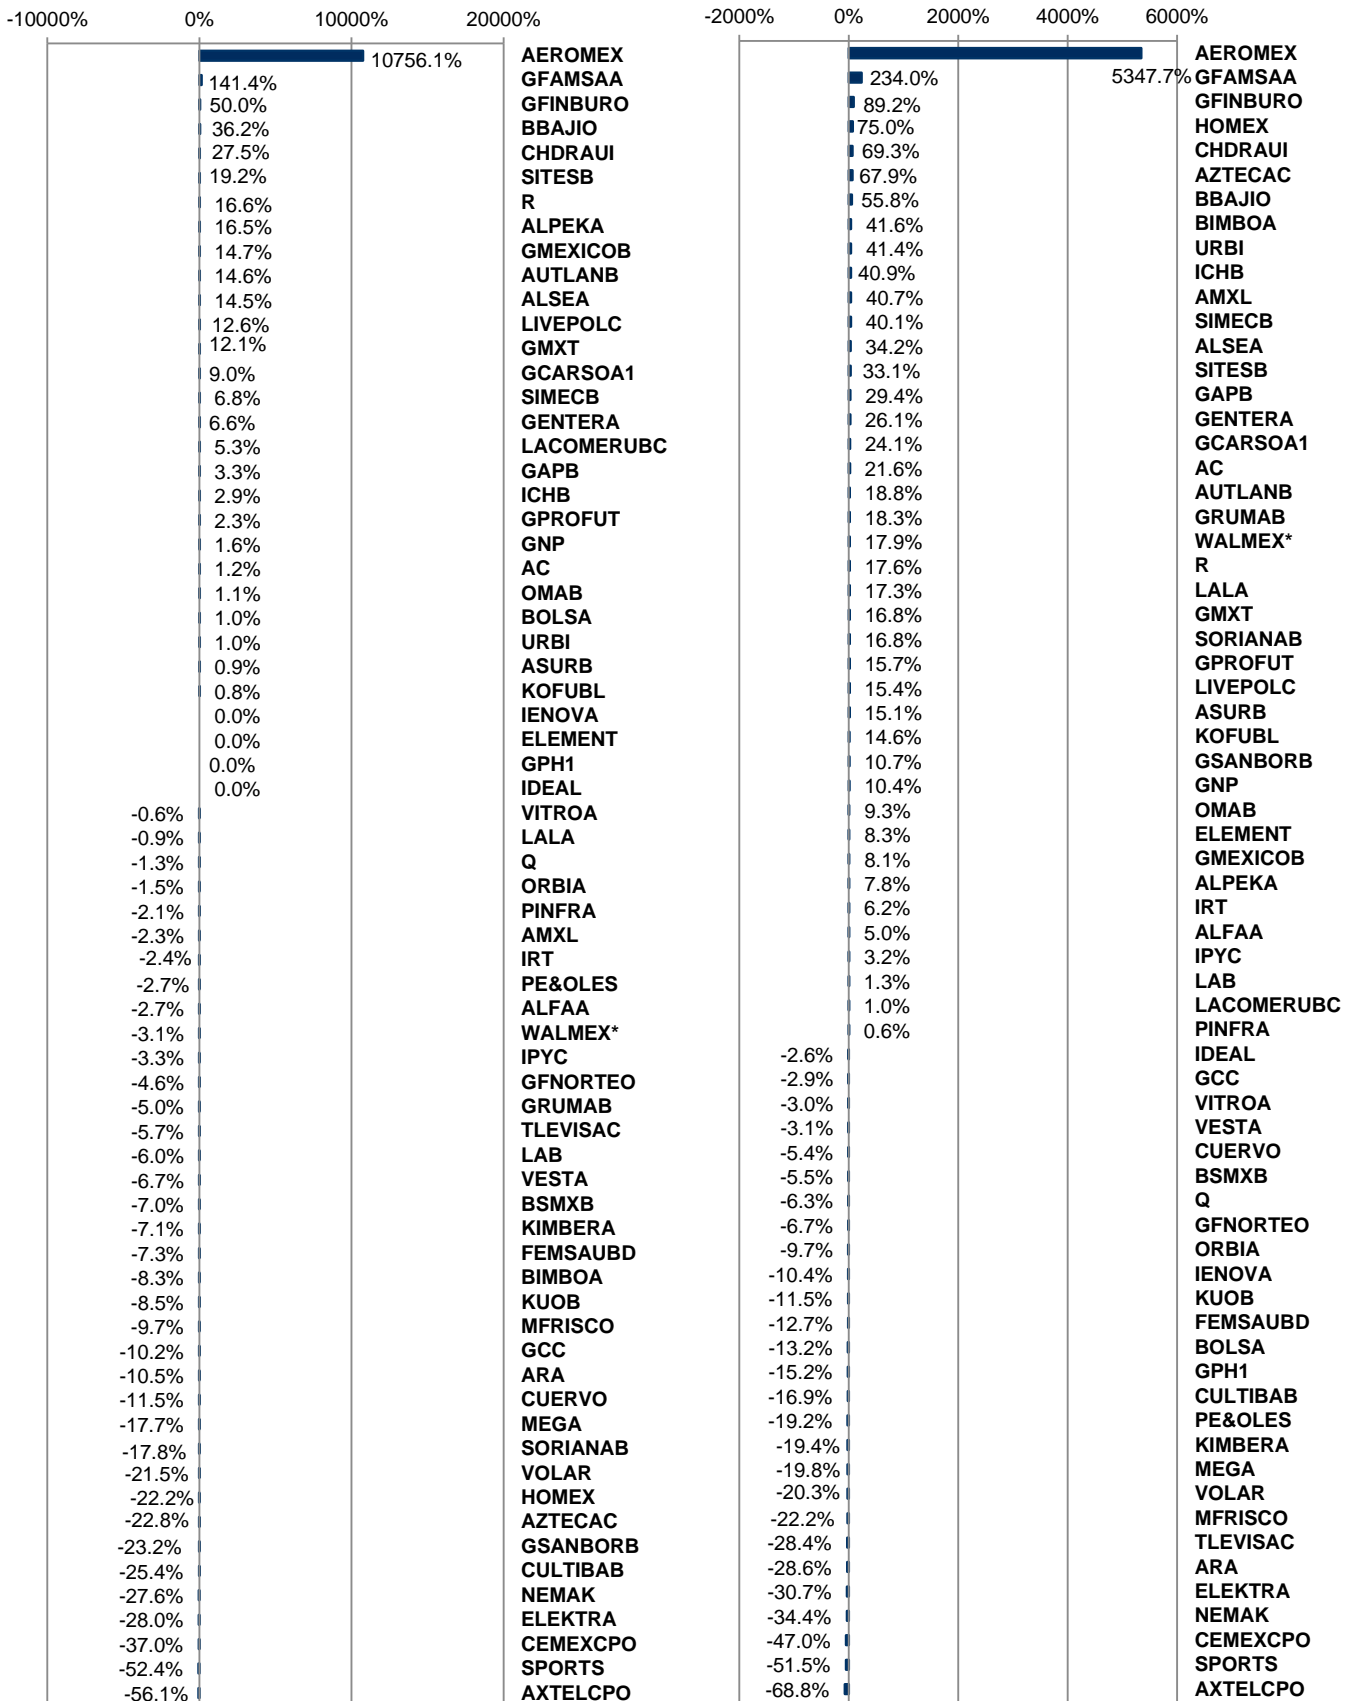 -10000% 0% 10000% 20000%
10756.1% AEROMEX
141.4% GFAMSAA
50.0% GFINBURO
36.2% BBAJIO
27.5% CHDRAUI
19.2% SITESB
16.6% R
16.5% ALPEKA
14.7% GMEXICOB
14.6% AUTLANB
14.5% ALSEA
12.6% LIVEPOLC
12.1% GMXT
9.0% GCARSOA1
6.8% SIMECB
6.6% GENTERA
5.3% LACOMERUBC
3.3% GAPB
2.9% ICHB
2.3% GPROFUT
1.6% GNP
1.2% AC
1.1% OMAB
1.0% BOLSA
1.0% URBI
0.9% ASURB
0.8% KOFUBL
0.0% IENOVA
0.0% ELEMENT
0.0% GPH1
0.0% IDEAL
-0.6% VITROA
-0.9% LALA
-1.3% Q
-1.5% ORBIA
-2.1% PINFRA
-2.3% AMXL
-2.4% IRT
-2.7% PE&OLES
-2.7% ALFAA
-3.1% WALMEX*
-3.3% IPYC
-4.6% GFNORTEO
-5.0% GRUMAB
-5.7% TLEVISAC
-6.0% LAB
-6.7% VESTA
-7.0% BSMXB
-7.1% KIMBERA
-7.3% FEMSAUBD
-8.3% BIMBOA
-8.5% KUOB
-9.7% MFRISCO
-10.2% GCC
-10.5% ARA
-11.5% CUERVO
-17.7% MEGA
-17.8% SORIANAB
-21.5% VOLAR
-22.2% HOMEX
-22.8% AZTECAC
-23.2% GSANBORB
-25.4% CULTIBAB
-27.6% NEMAK
-28.0% ELEKTRA
-37.0% CEMEXCPO
-52.4% SPORTS
-56.1% AXTELCPO
-2000% 0% 2000% 4000% 6000%
5347.7% AEROMEX
234.0% GFAMSAA
89.2% GFINBURO
75.0% HOMEX
69.3% CHDRAUI
67.9% AZTECAC
55.8% BBAJIO
41.6% BIMBOA
41.4% URBI
40.9% ICHB
40.7% AMXL
40.1% SIMECB
34.2% ALSEA
33.1% SITESB
29.4% GAPB
26.1% GENTERA
24.1% GCARSOA1
21.6% AC
18.8% AUTLANB
18.3% GRUMAB
17.9% WALMEX*
17.6% R
17.3% LALA
16.8% GMXT
16.8% SORIANAB
15.7% GPROFUT
15.4% LIVEPOLC
15.1% ASURB
14.6% KOFUBL
10.7% GSANBORB
10.4% GNP
9.3% OMAB
8.3% ELEMENT
8.1% GMEXICOB
7.8% ALPEKA
6.2% IRT
5.0% ALFAA
3.2% IPYC
1.3% LAB
1.0% LACOMERUBC
0.6% PINFRA
-2.6% IDEAL
-2.9% GCC
-3.0% VITROA
-3.1% VESTA
-5.4% CUERVO
-5.5% BSMXB
-6.3% Q
-6.7% GFNORTEO
-9.7% ORBIA
-10.4% IENOVA
-11.5% KUOB
-12.7% FEMSAUBD
-13.2% BOLSA
-15.2% GPH1
-16.9% CULTIBAB
-19.2% PE&OLES
-19.4% KIMBERA
-19.8% MEGA
-20.3% VOLAR
-22.2% MFRISCO
-28.4% TLEVISAC
-28.6% ARA
-30.7% ELEKTRA
-34.4% NEMAK
-47.0% CEMEXCPO
-51.5% SPORTS
-68.8% AXTELCPO